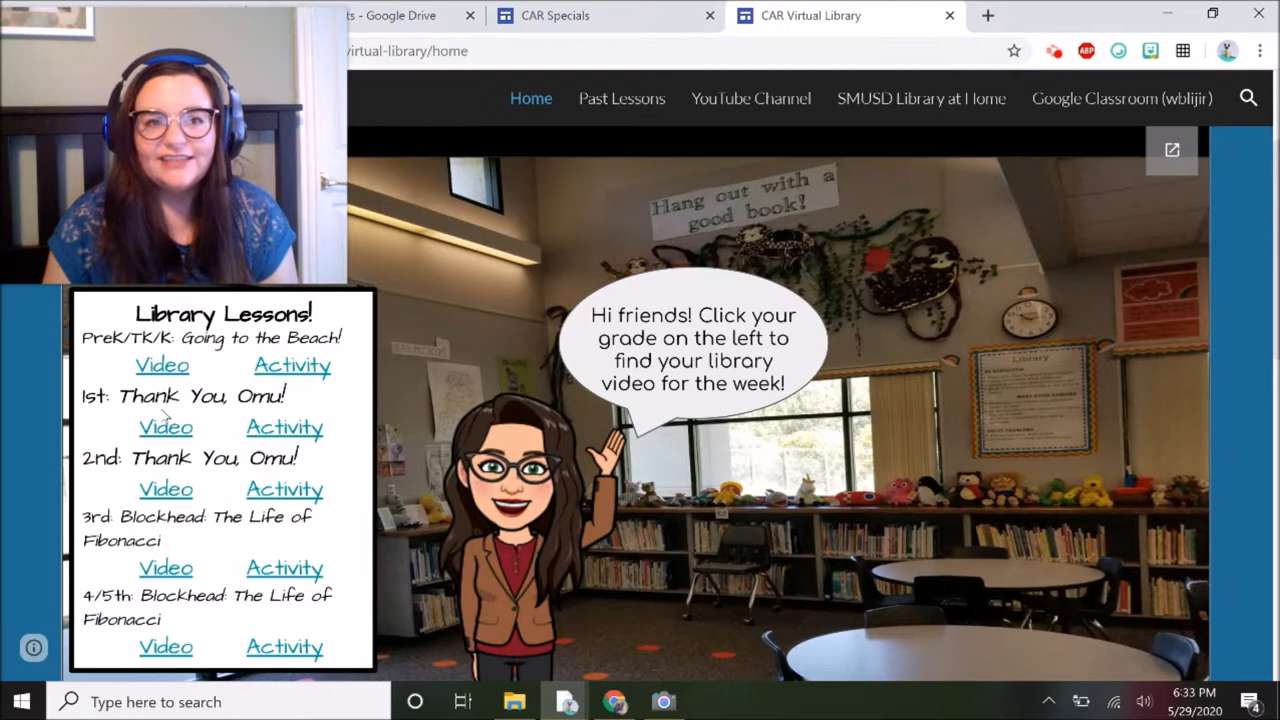 ts - Google Drive
CAR Specials
CAR Virtual Library
virtual-library/home
ABP
Home
Past Lessons
YouTube Channel
SMUSD Library at Home
Google Classroom (wblijir)
Hang out with a
good book!
Hi friends! Click your
grade on the left to
find your library
video for the week!
Library Lessons!
PreK/TK/K: Going to the Beach!
Video Activity
1st: Thank You, Omu!
Video Activity
2nd: Thank You, Omu!
Video Activity
3rd: Blockhead: The Life of
Fibonacci
Video Activity
4/5th: Blockhead: The Life of
Fibonacci
Video Activity
Type here to search
6:33 PM
5/29/2020
4